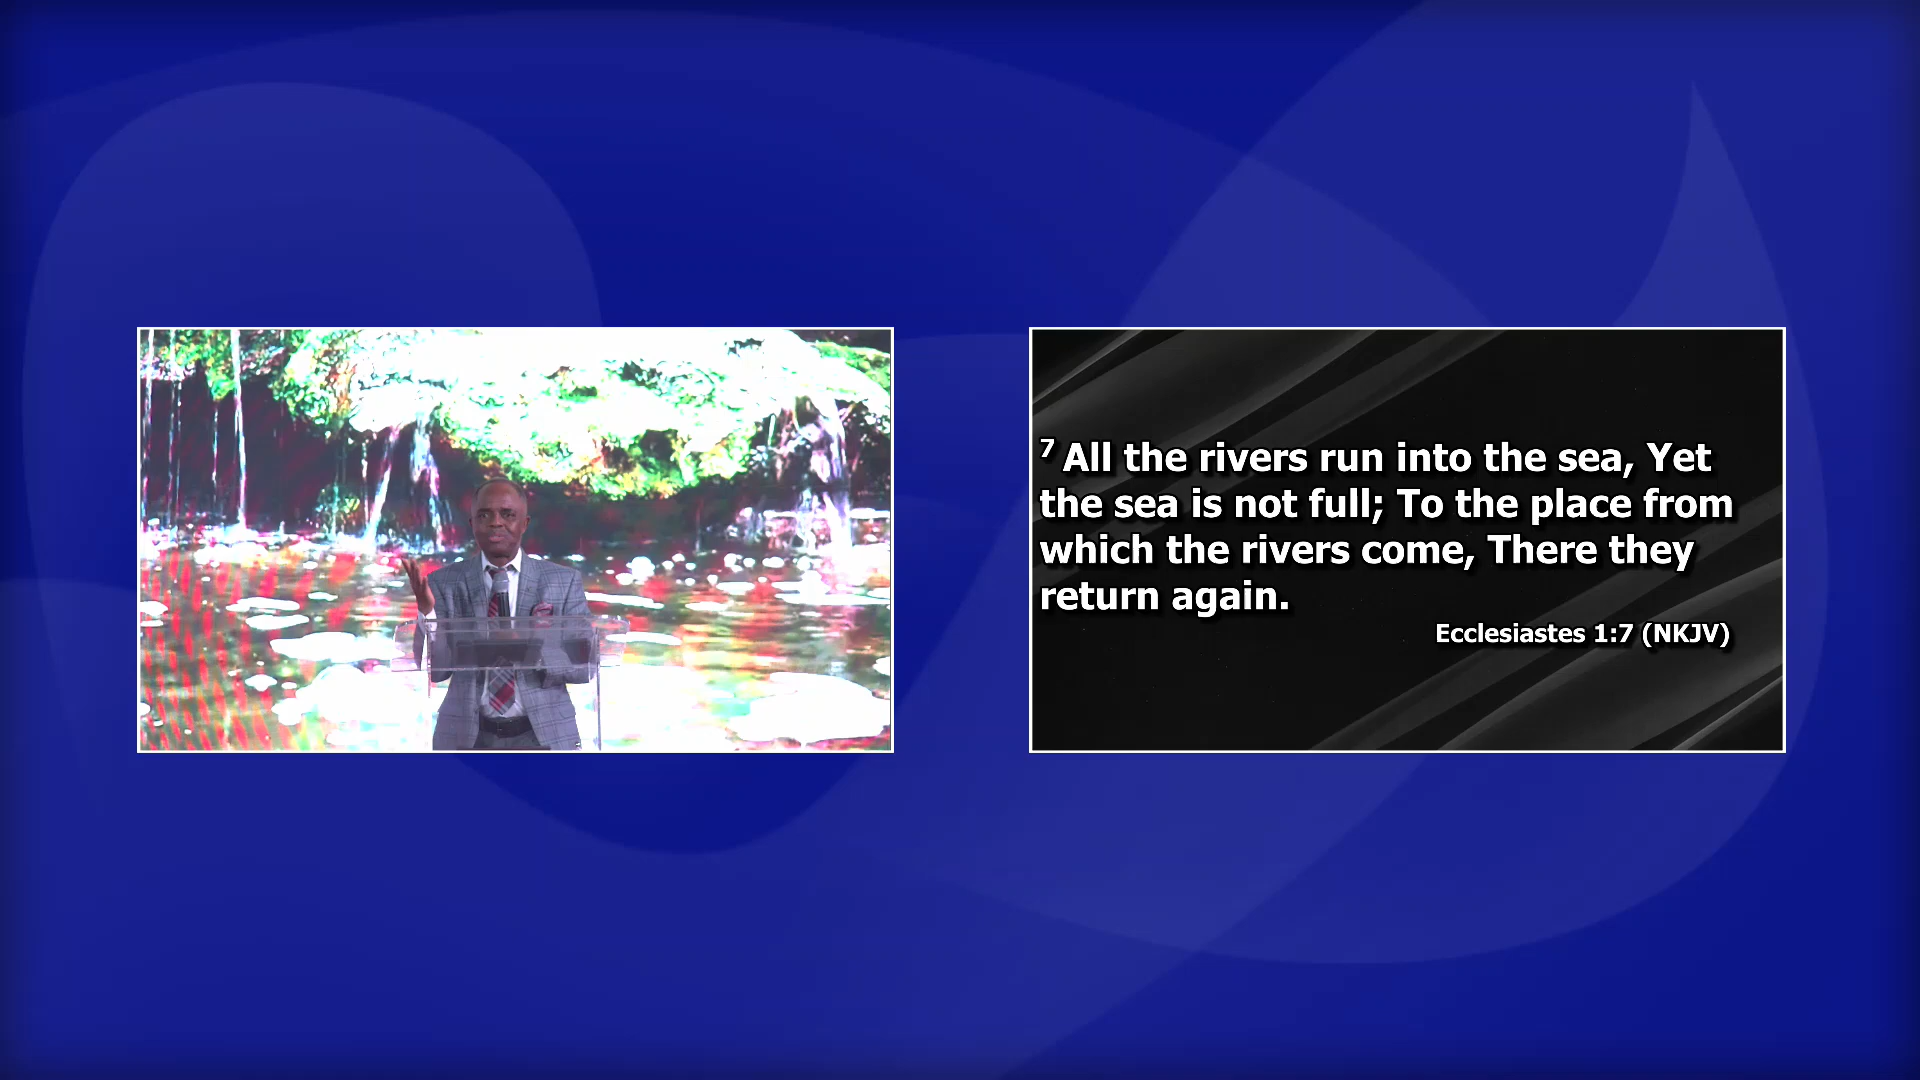 7 All the rivers run into the sea, Yet
the sea is not full; To the place from
which the rivers come, There they
return again.
Ecclesiastes 1:7 (NKJV)